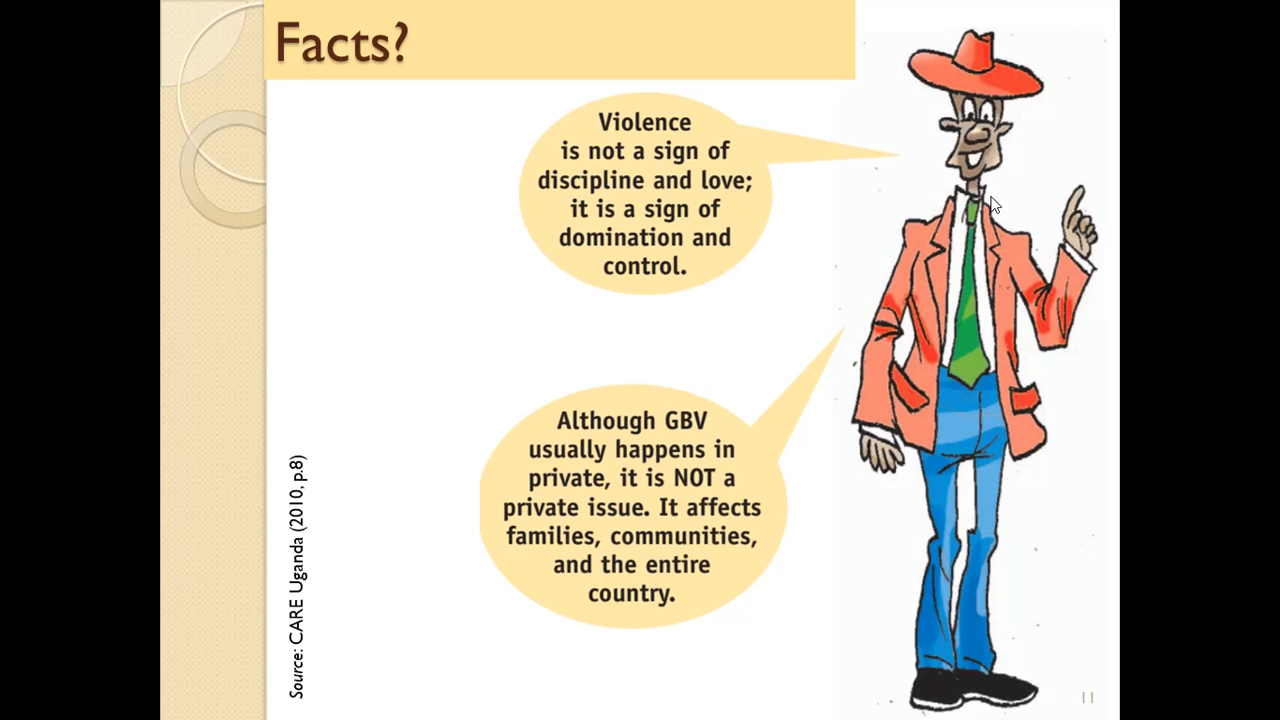 Facts?
Violence
is not a sign of
discipline and love;
it is a sign of
domination and
control.
Although GBV
usually happens in
private, it is NOT a
private issue. It affects
families, communities,
and the entire
country.
Source: CARE Uganda (2010, p.8)
11